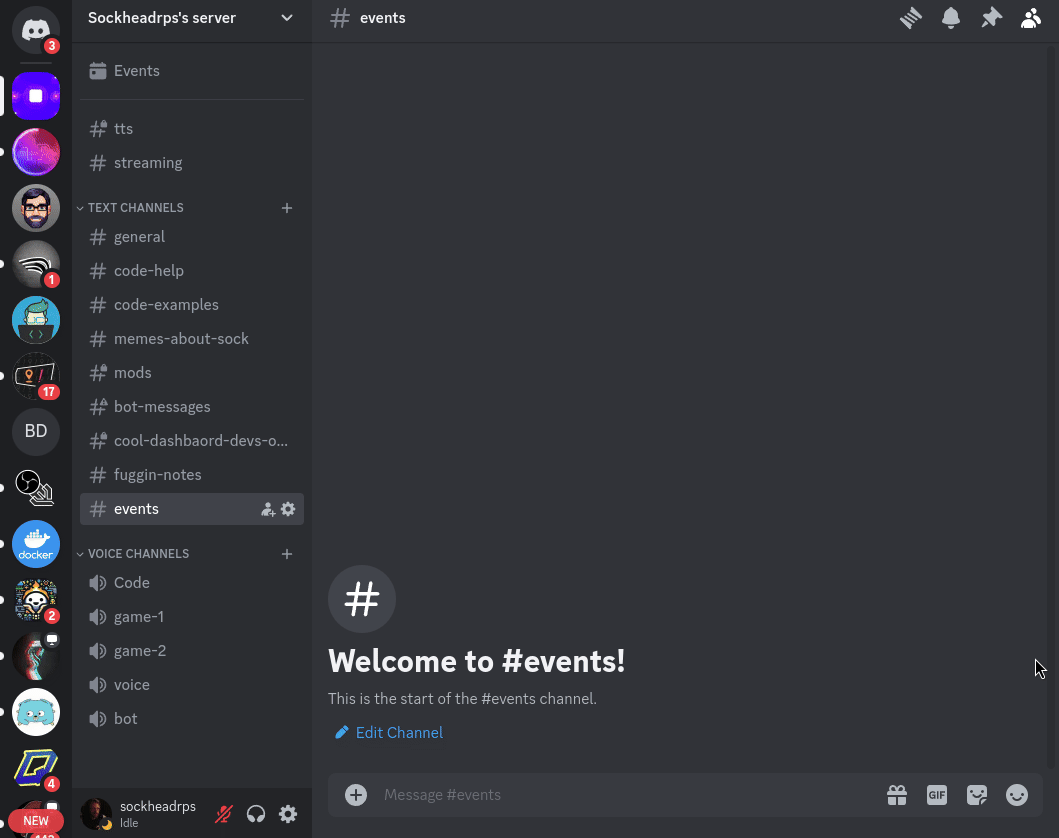 Sockheadrps's server
events
3
Events
tts
streaming
TEXT CHANNELS
general
1
code-help
code-examples
memes-about-sock
mods
17
bot-messages
BD
cool-dashbaord-devs-o...
fuggin-notes
events
VOICE CHANNELS
docker
Code
game-1
2
game-2
voice
bot
4
Welcome to #events!
This is the start of the #events channel.
Edit Channel
Message #events
GIF
sockheadrps
Idle
NEW